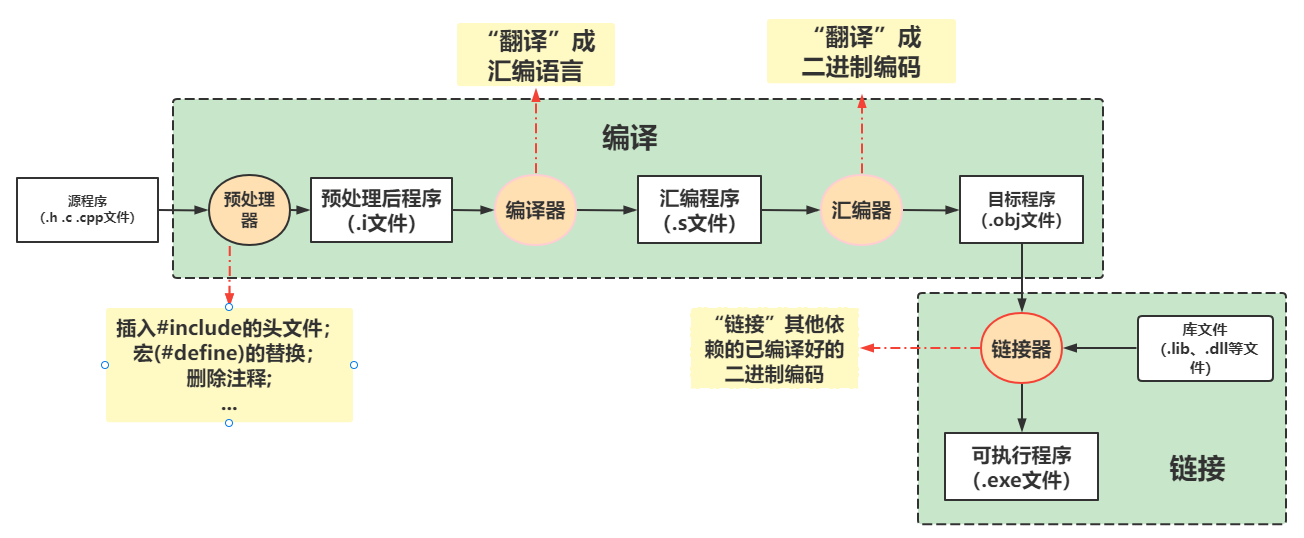 “翻译”成
汇编语言
“翻译”成
二进制编码
编译
源程序
（.h .c .cpp文件）
预处理
器
预处理后程序
（.i文件）
编译器
汇编程序
（.s文件）
汇编器
目标程序
（.obj文件）
插入#include的头文件；
宏(#define)的替换；
删除注释;
...
“链接”其他依
赖的已编译好的
二进制编码
链接器
库文件
（.lib、.dll等文
件）
可执行程序
（.exe文件）
链接